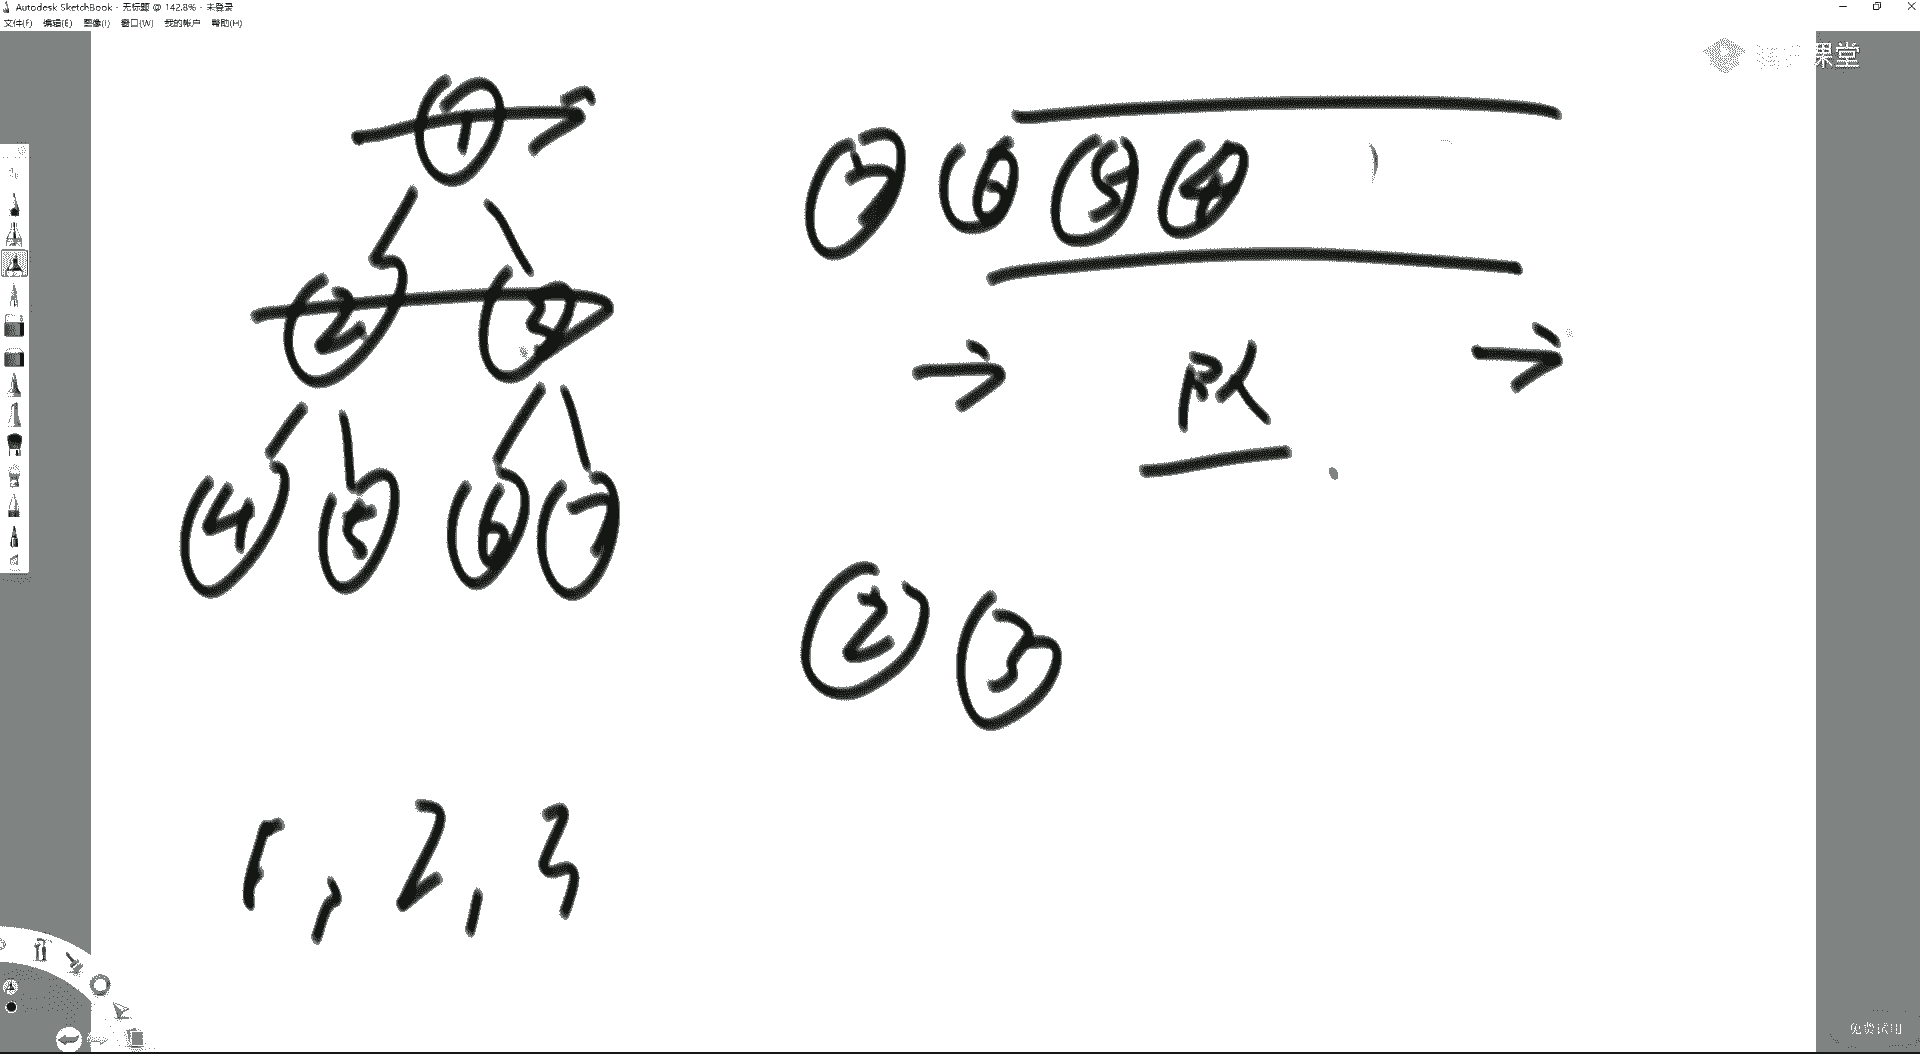 Autodesk SketchBook - 无标题 @ 142.8% - 未登录
文件(F) 编辑(E) 图像(I) 窗口(W) 我的帐户 帮助(H)
课堂
1
2 3
4 5 6 7
7 6 5 4
队
2 3
1, 2, 3
免费试用